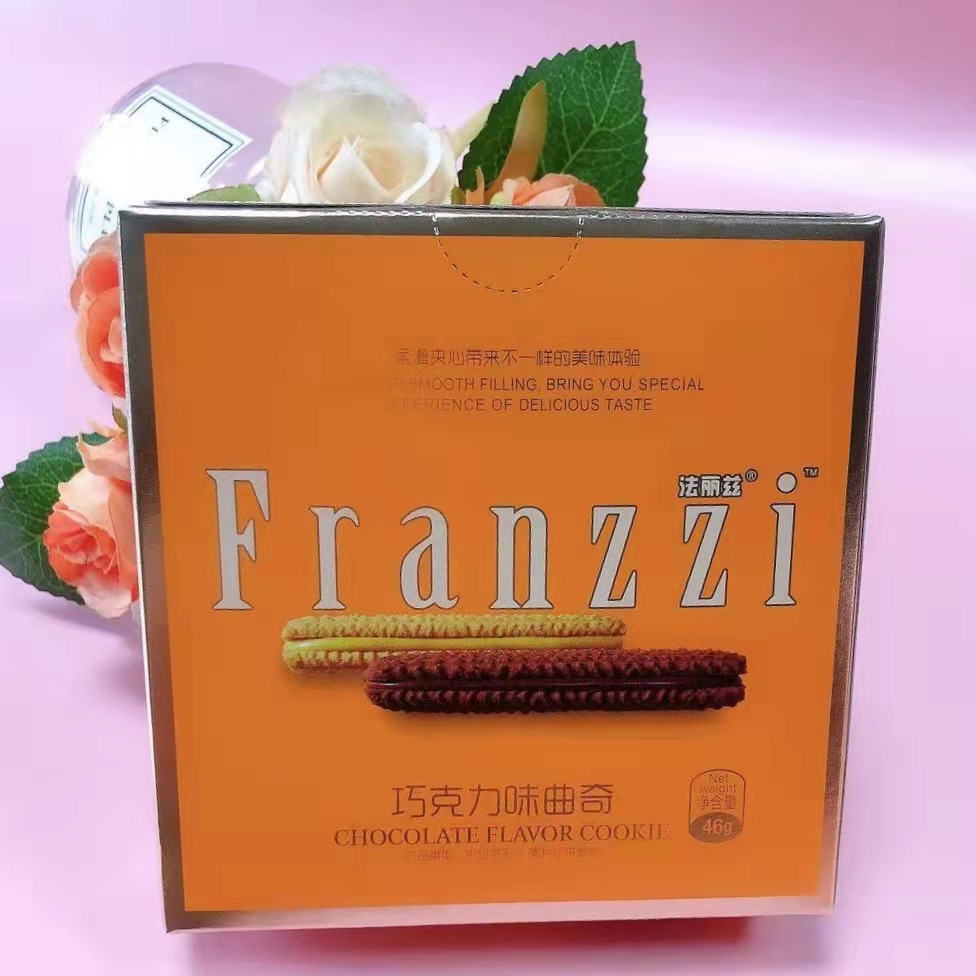 柔滑夹心带来不一样的美味体验
SMOOTH FILLING, BRING YOU SPECIAL
EXPERIENCE OF DELICIOUS TASTE
法丽兹®
Franzzi™
巧克力味曲奇
CHOCOLATE FLAVOR COOKIE
Net
weight
净含量
46g